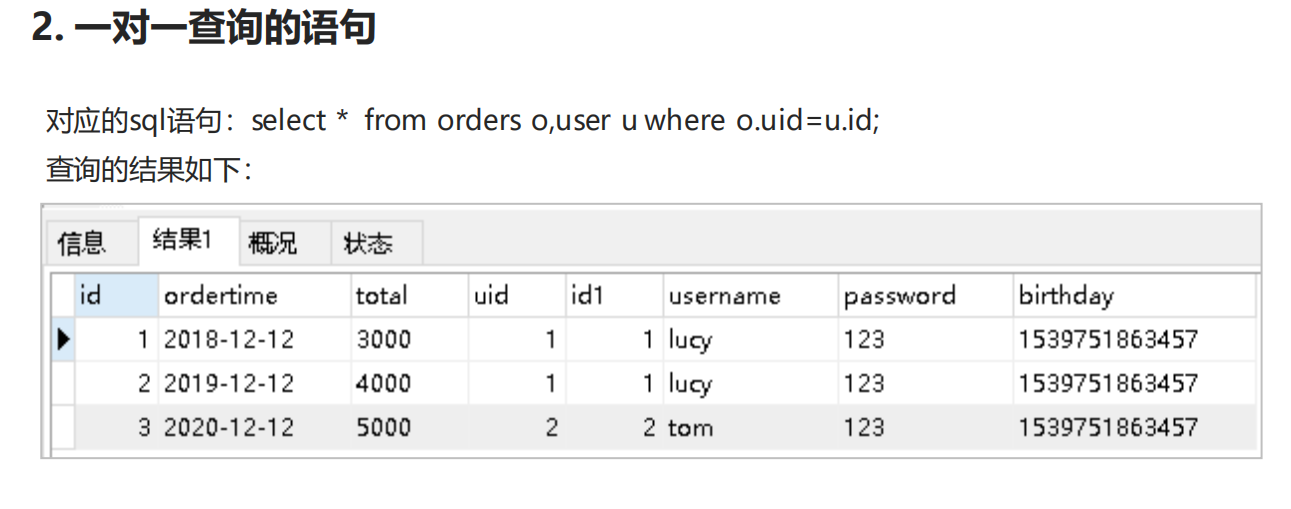 2. 一对一查询的语句
对应的sql语句：select * from orders o,user u where o.uid=u.id;
查询的结果如下：
信息 结果1 概况 状态
id ordertime total uid id1 username password birthday
1 2018-12-12 3000 1 1 lucy 123 1539751863457
2 2019-12-12 4000 1 1 lucy 123 1539751863457
3 2020-12-12 5000 2 2 tom 123 1539751863457